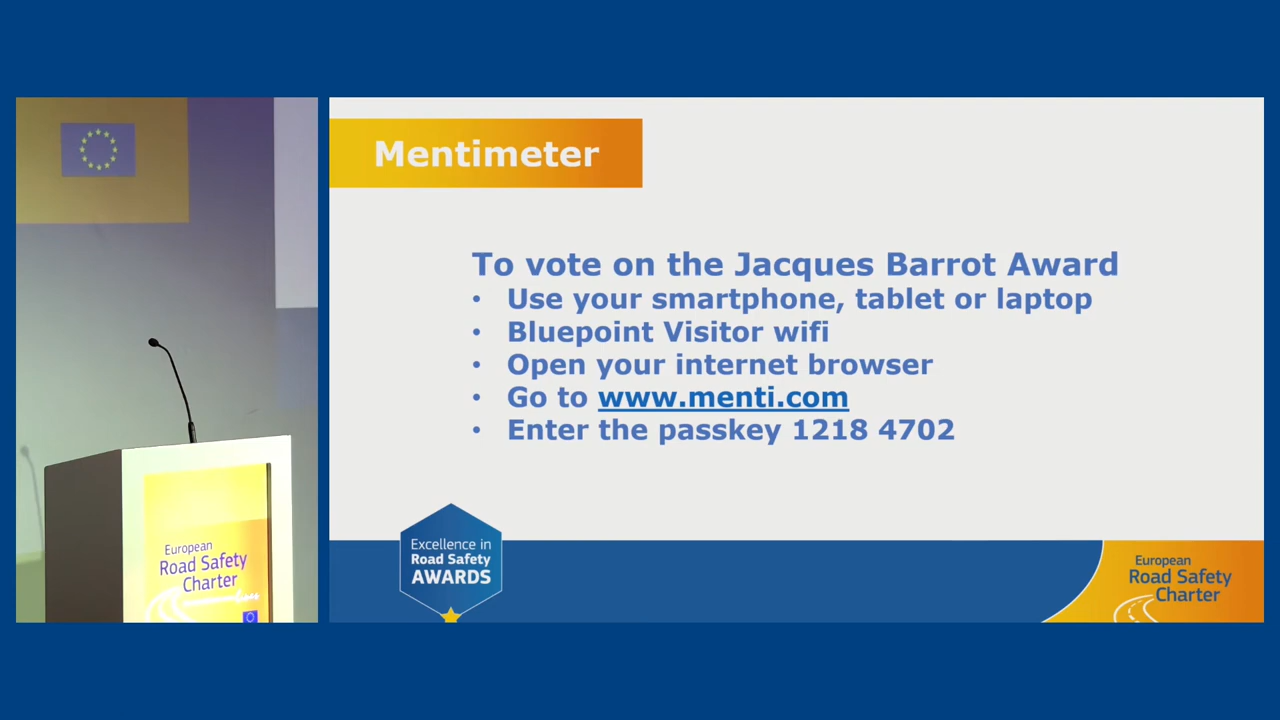 Mentimeter
To vote on the Jacques Barrot Award
• Use your smartphone, tablet or laptop
• Bluepoint Visitor wifi
• Open your internet browser
• Go to www.menti.com
• Enter the passkey 1218 4702
Excellence in
Road Safety
AWARDS
European
Road Safety
Charter
European
Road Safety
Charter